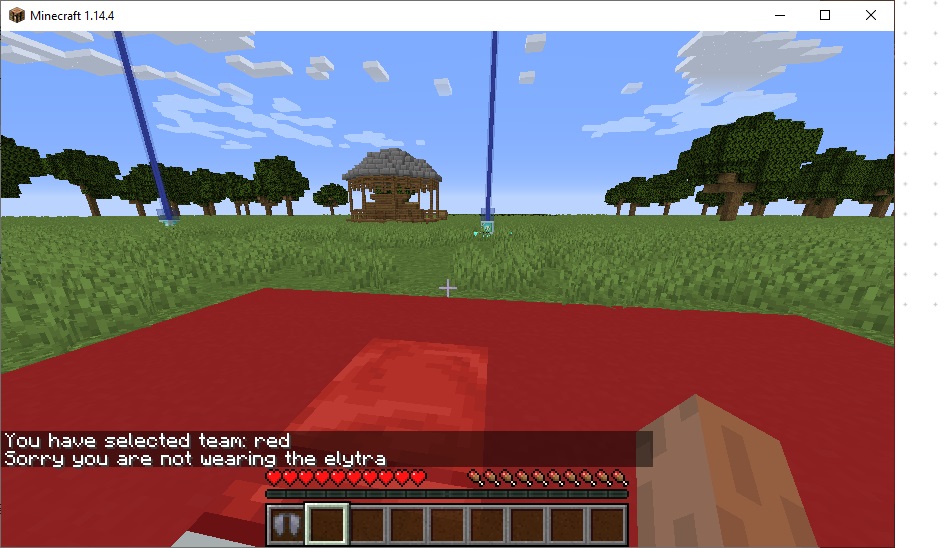 Minecraft 1.14.4
You have selected team: red
Sorry you are not wearing the elytra